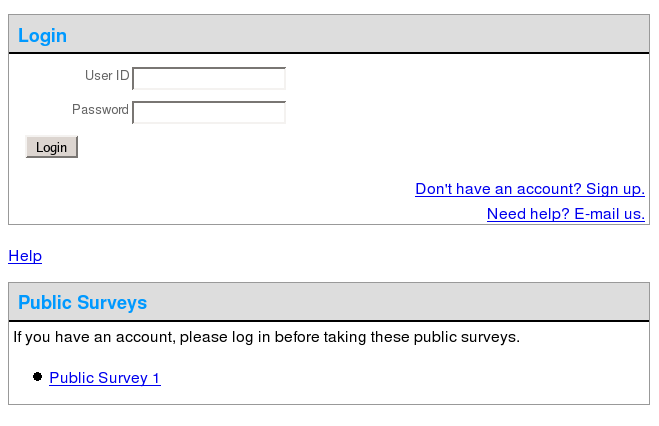 Login
User ID
Password
Login
Don't have an account? Sign up.
Need help? E-mail us.
Help
Public Surveys
If you have an account, please log in before taking these public surveys.
Public Survey 1